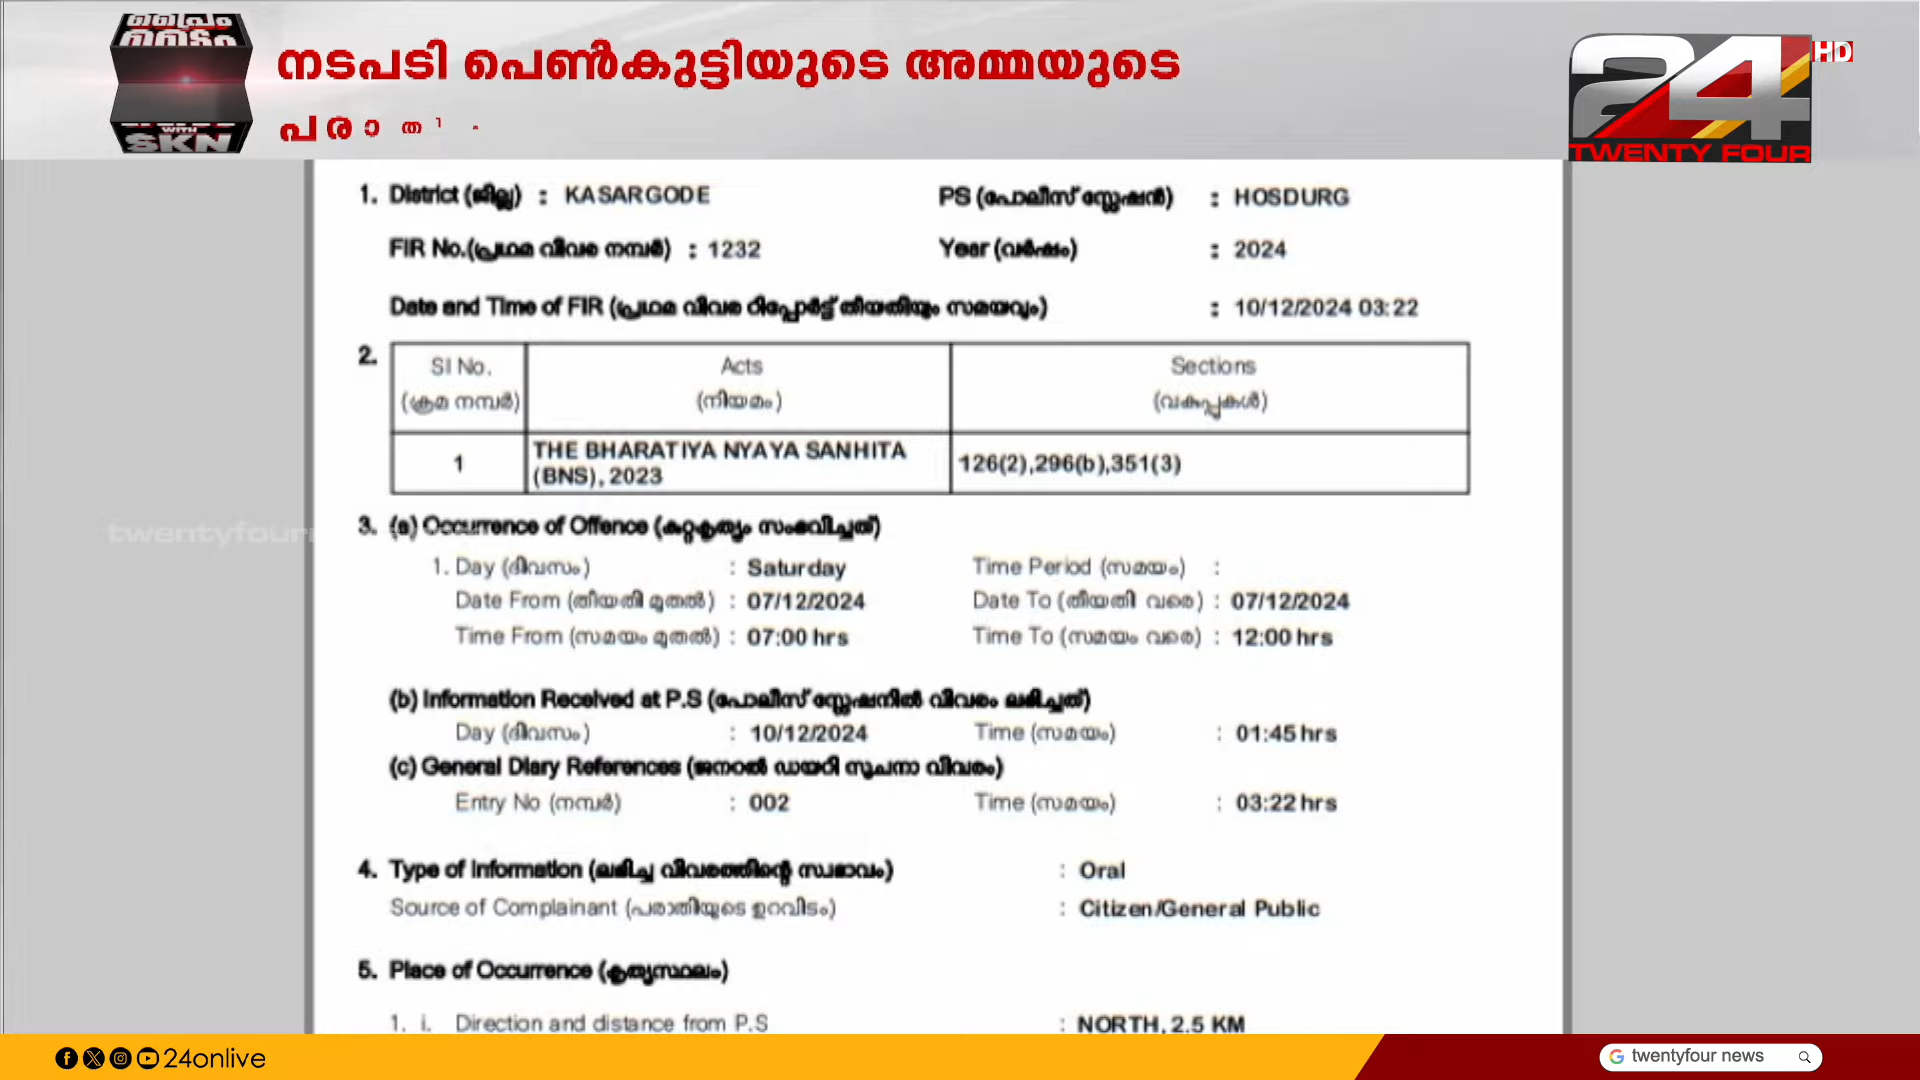 പ്രൈം
WITH
SKN
നടപടി പെൺകുട്ടിയുടെ അമ്മയുടെ
പരാതി
24
HD
TWENTY FOUR
1. District (ജില്ല) : KASARGODE PS (പോലീസ് സ്റ്റേഷൻ) : HOSDURG
FIR No.(പ്രഥമ വിവര നമ്പർ) : 1232 Year (വർഷം) : 2024
Date and Time of FIR (പ്രഥമ വിവര റിപ്പോർട്ട് തീയതിയും സമയവും) : 10/12/2024 03:22
2. Sl No. Acts Sections
(ക്രമ നമ്പർ) (നിയമം) (വകുപ്പുകൾ)
1 THE BHARATIYA NYAYA SANHITA (BNS), 2023 126(2),296(b),351(3)
3. (a) Occurrence of Offence (കുറ്റകൃത്യം സംഭവിച്ചത്)
1. Day (ദിവസം) : Saturday Time Period (സമയം) :
Date From (തീയതി മുതൽ) : 07/12/2024 Date To (തീയതി വരെ) : 07/12/2024
Time From (സമയം മുതൽ) : 07:00 hrs Time To (സമയം വരെ) : 12:00 hrs
twentyfour
(b) Information Received at P.S (പോലീസ് സ്റ്റേഷനിൽ വിവരം ലഭിച്ചത്)
Day (ദിവസം) : 10/12/2024 Time (സമയം) : 01:45 hrs
(c) General Diary References (ജനറൽ ഡയറി സൂചനാ വിവരം)
Entry No (നമ്പർ) : 002 Time (സമയം) : 03:22 hrs
4. Type of Information (ലഭിച്ച വിവരത്തിന്റെ സ്വഭാവം) : Oral
Source of Complainant (പരാതിയുടെ ഉറവിടം) : Citizen/General Public
5. Place of Occurrence (കൃത്യസ്ഥലം)
1. i. Direction and distance from P.S : NORTH, 2.5 KM
24onlive
twentyfour news